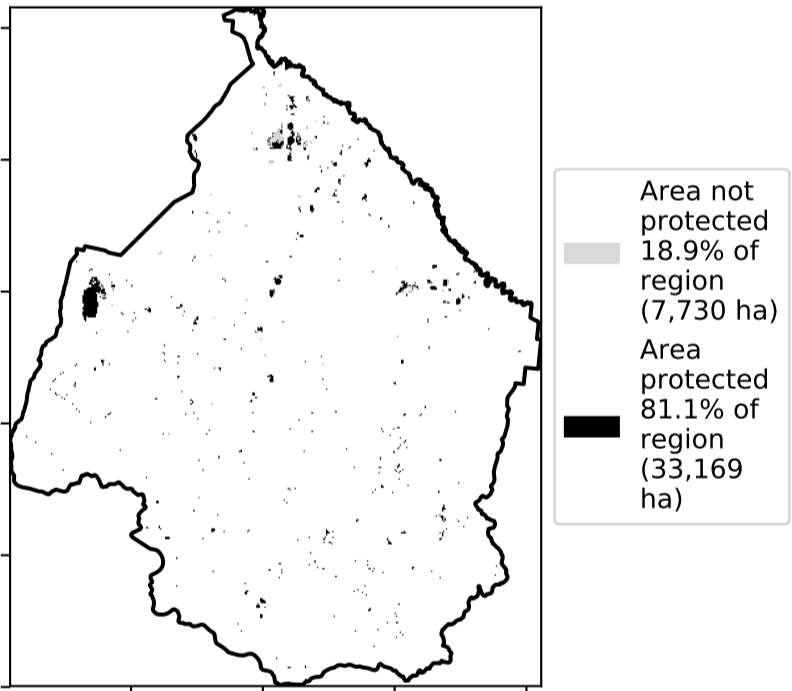 Area not
protected
18.9% of
region
(7,730 ha)
Area
protected
81.1% of
region
(33,169
ha)